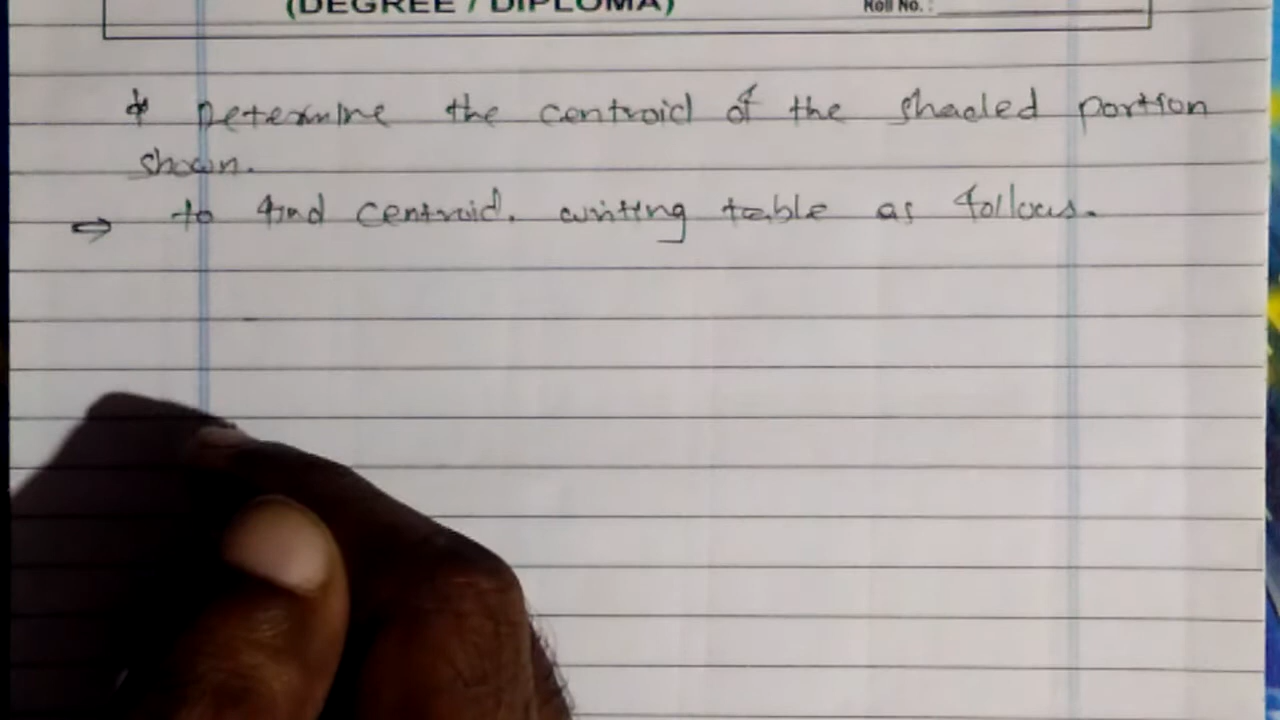 (DEGREE / DIPLOMA)
Roll No. :
* Determine the centroid of the shaded portion
shown.
⇒ to find centroid. writing table as follows.